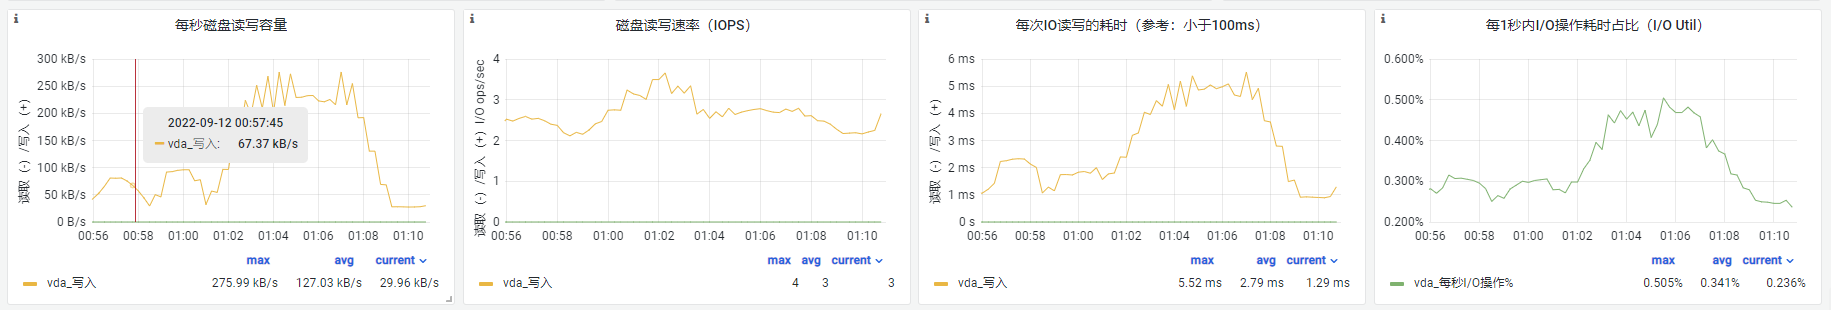 每秒磁盘读写容量
读取 (-) /写入 (+)
300 kB/s
250 kB/s
200 kB/s
150 kB/s
100 kB/s
50 kB/s
0 B/s
2022-09-12 00:57:45
vda_写入: 67.37 kB/s
00:56 00:58 01:00 01:02 01:04 01:06 01:08 01:10
max avg current
vda_写入 275.99 kB/s 127.03 kB/s 29.96 kB/s
磁盘读写速率（IOPS）
读取 (-) /写入 (+) I/O ops/sec
4
3
2
1
0
00:56 00:58 01:00 01:02 01:04 01:06 01:08 01:10
max avg current
vda_写入 4 3 3
每次IO读写的耗时（参考：小于100ms）
读取 (-) /写入 (+)
6 ms
5 ms
4 ms
3 ms
2 ms
1 ms
0 s
00:56 00:58 01:00 01:02 01:04 01:06 01:08 01:10
max avg current
vda_写入 5.52 ms 2.79 ms 1.29 ms
每1秒内I/O操作耗时占比（I/O Util）
0.600%
0.500%
0.400%
0.300%
0.200%
00:56 00:58 01:00 01:02 01:04 01:06 01:08 01:10
max avg current
vda_每秒I/O操作% 0.505% 0.341% 0.236%